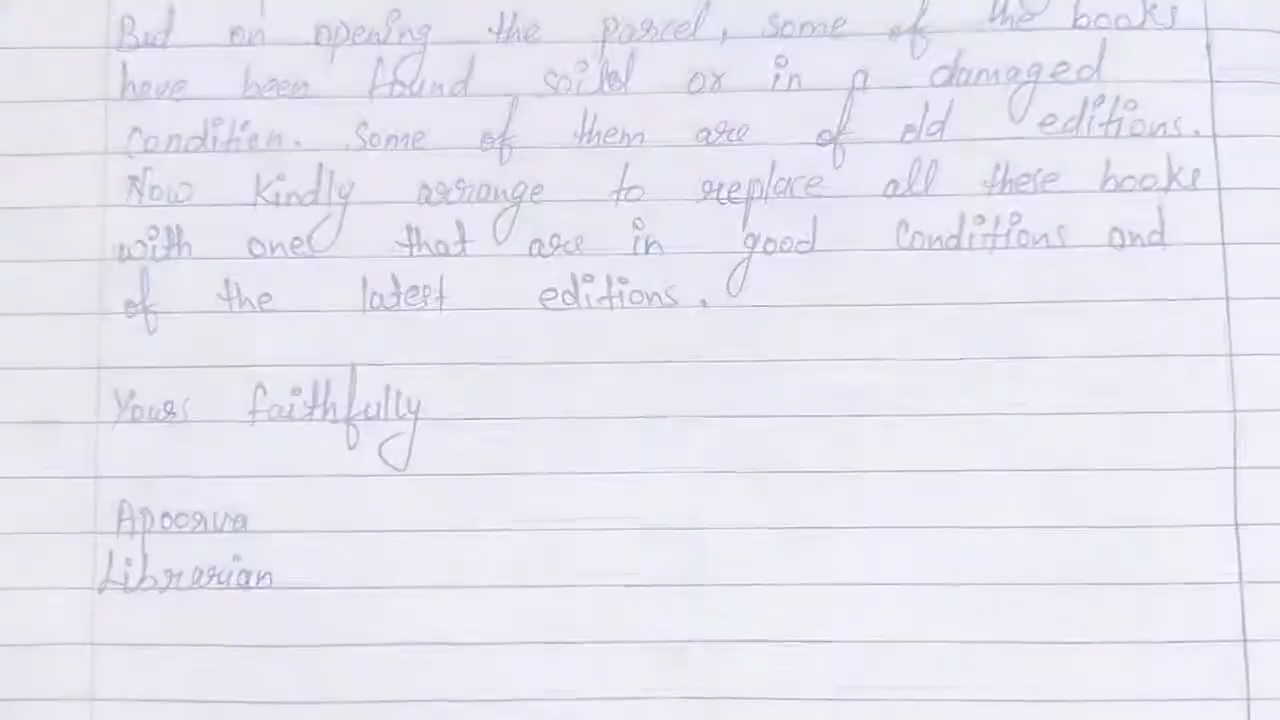 But on opening the parcel, some of the books
have been found soiled or in a damaged
condition. Some of them are of old editions.
Now kindly arrange to replace all these books
with ones that are in good conditions and
of the latest editions.
Yours faithfully
Apoorva
Librarian